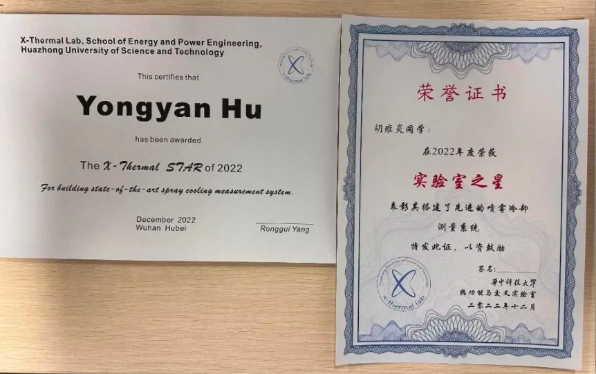 X-Thermal Lab, School of Energy and Power Engineering,
Huazhong University of Science and Technology
This certifies that
Yongyan Hu
has been awarded
The X-Thermal STAR of 2022
For building state-of-the-art spray cooling measurement system.
December 2022
Wuhan Hubei
Ronggui Yang
X-Thermal Lab
荣誉证书
同学:
在2022年度荣获
实验室之星
表彰其搭建了先进的喷雾冷却
测量系统
特发此证,以资鼓励
签名:
华中科技大学
热功能与交叉实验室
二零二二年十二月
X-Thermal Lab